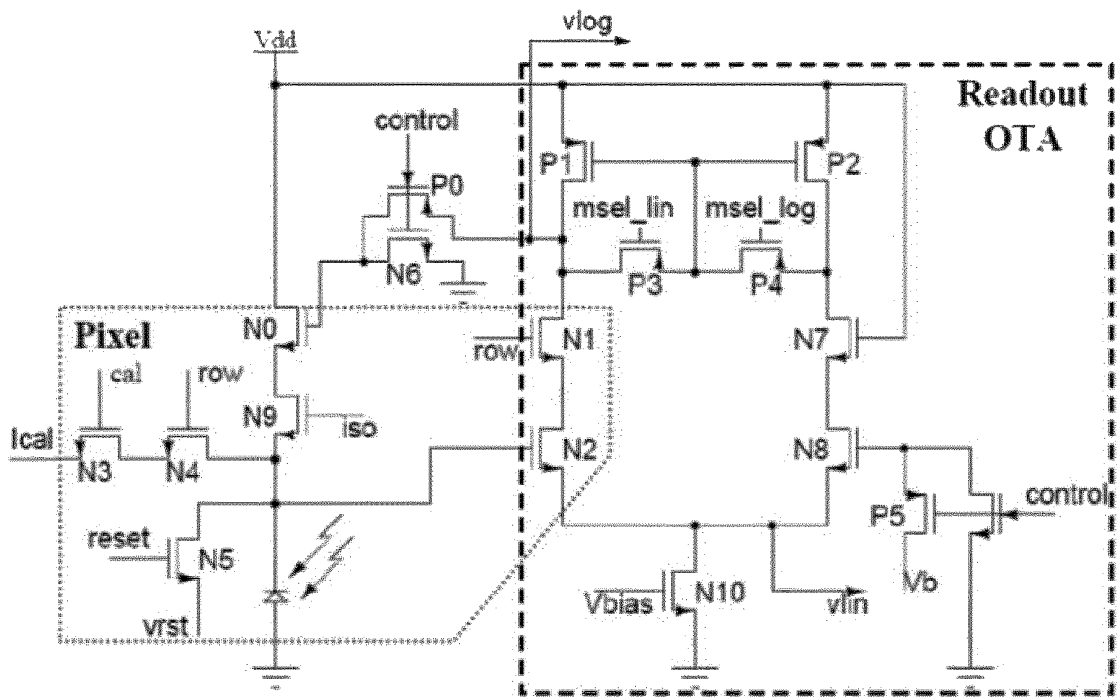 vlog
Vdd
Readout
OTA
control
P0
P1
P2
msel_lin
msel_log
N6
P3
P4
Pixel
N0
row
N1
N7
cal
row
N9
iso
Ical
N3
N4
N2
N8
control
P5
reset
N5
Vb
Vbias
N10
vlin
vrst